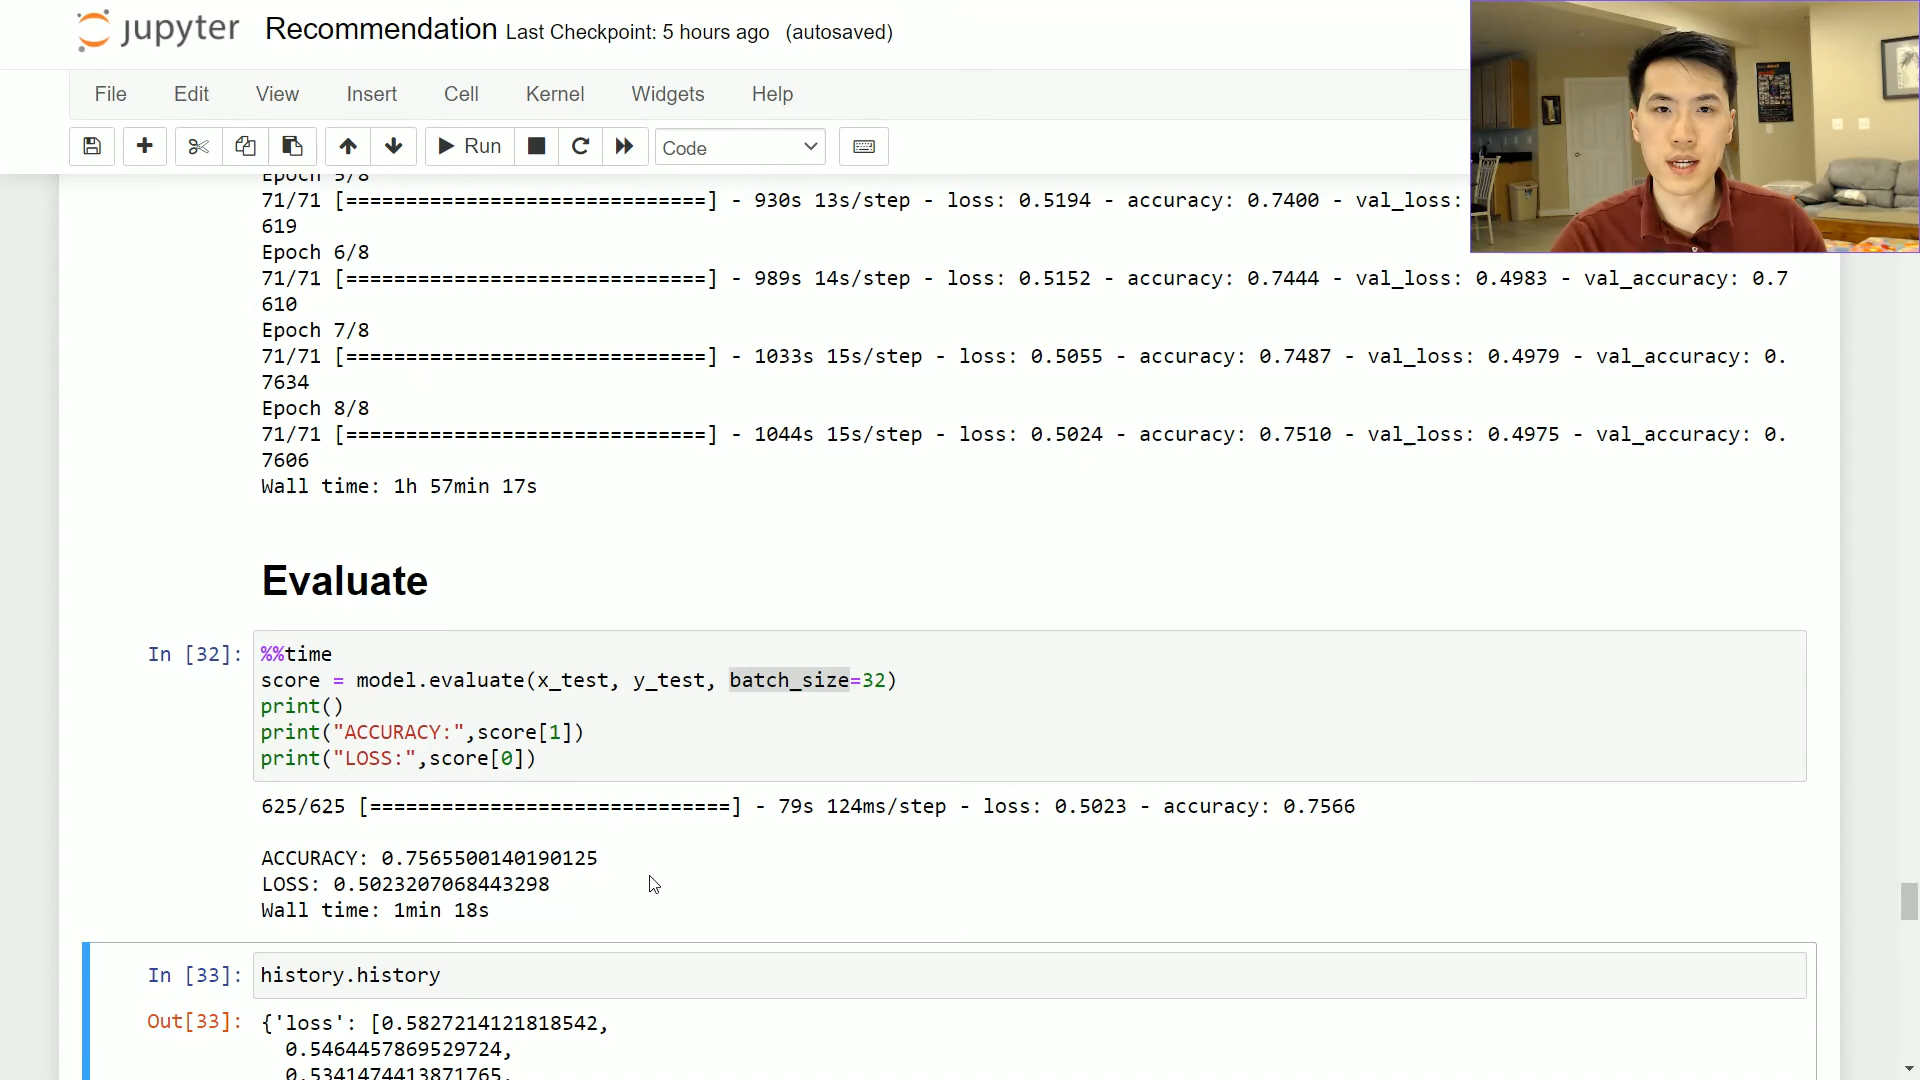 jupyter Recommendation Last Checkpoint: 5 hours ago (autosaved)
File Edit View Insert Cell Kernel Widgets Help
Run Code
Epoch 5/8
71/71 [==============================] - 930s 13s/step - loss: 0.5194 - accuracy: 0.7400 - val_loss:
619
Epoch 6/8
71/71 [==============================] - 989s 14s/step - loss: 0.5152 - accuracy: 0.7444 - val_loss: 0.4983 - val_accuracy: 0.7
610
Epoch 7/8
71/71 [==============================] - 1033s 15s/step - loss: 0.5055 - accuracy: 0.7487 - val_loss: 0.4979 - val_accuracy: 0.
7634
Epoch 8/8
71/71 [==============================] - 1044s 15s/step - loss: 0.5024 - accuracy: 0.7510 - val_loss: 0.4975 - val_accuracy: 0.
7606
Wall time: 1h 57min 17s
Evaluate
In [32]: %%time
score = model.evaluate(x_test, y_test, batch_size=32)
print()
print("ACCURACY:",score[1])
print("LOSS:",score[0])
625/625 [==============================] - 79s 124ms/step - loss: 0.5023 - accuracy: 0.7566
ACCURACY: 0.7565500140190125
LOSS: 0.5023207068443298
Wall time: 1min 18s
In [33]: history.history
Out[33]: {'loss': [0.5827214121818542,
0.5464457869529724,
0.5341474413871765,